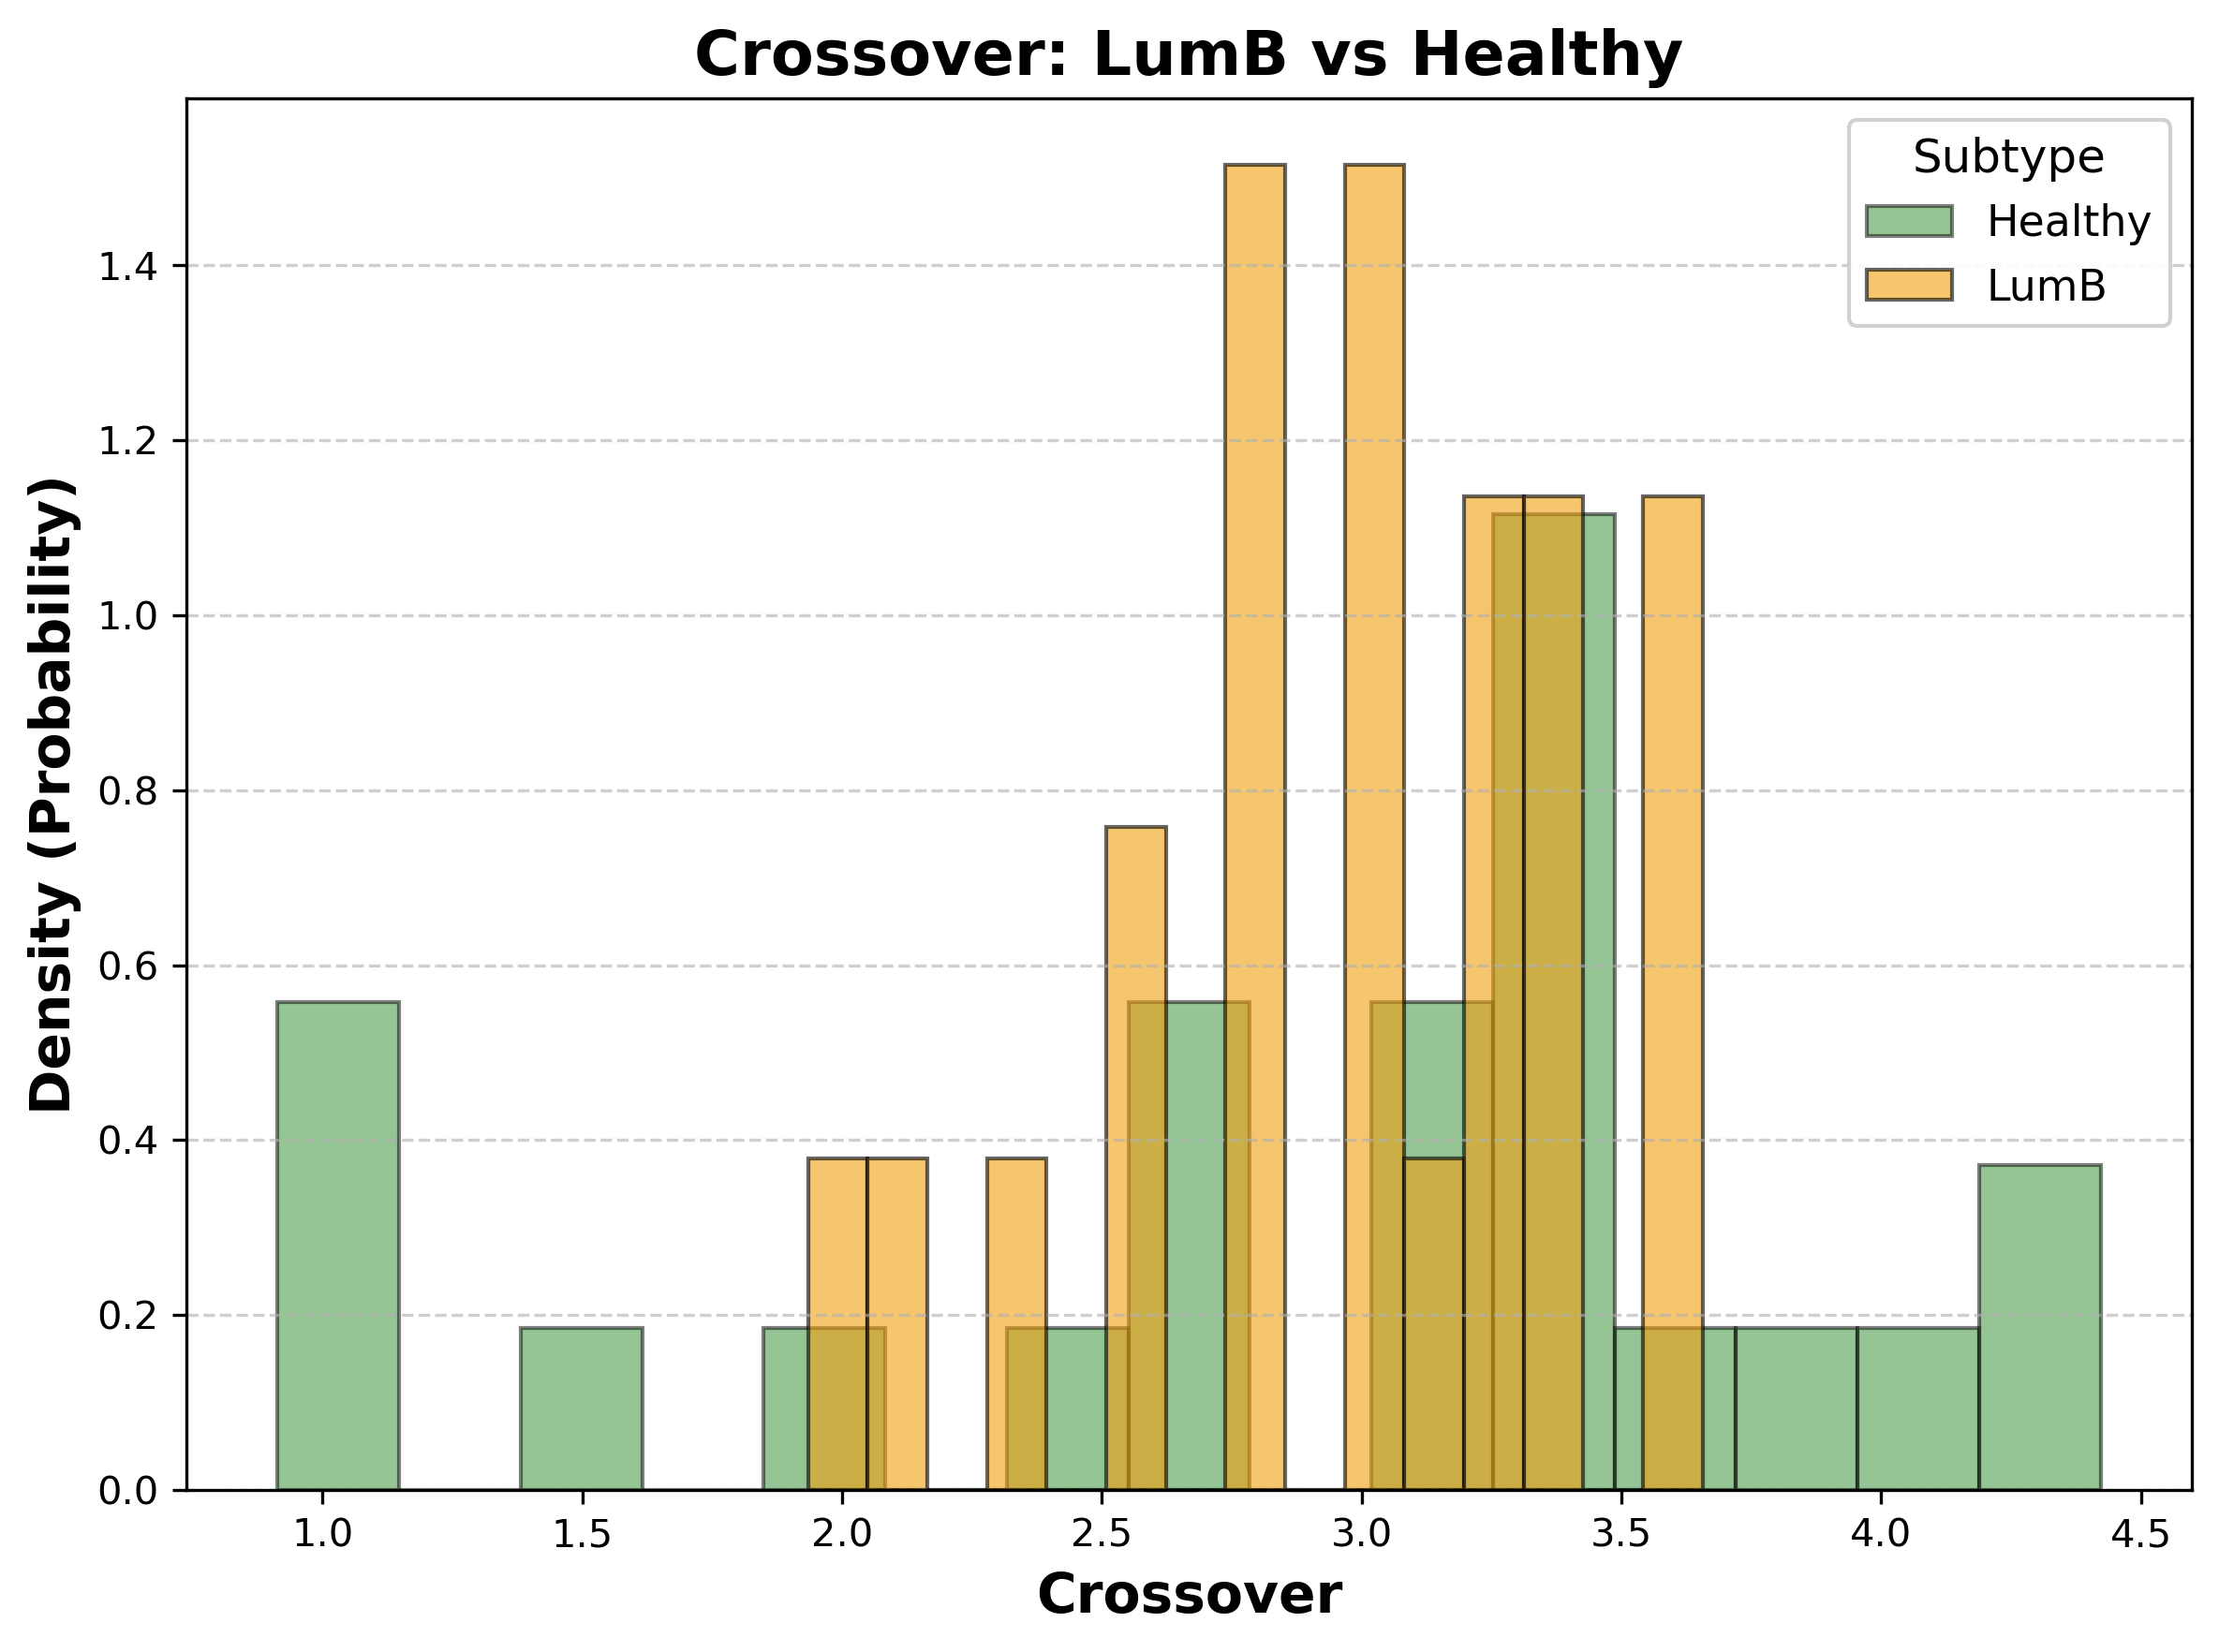 Crossover: LumB vs Healthy
Subtype
Healthy
LumB
Density (Probability)
1.4
1.2
1.0
0.8
0.6
0.4
0.2
0.0
1.0 1.5 2.0 2.5 3.0 3.5 4.0 4.5
Crossover